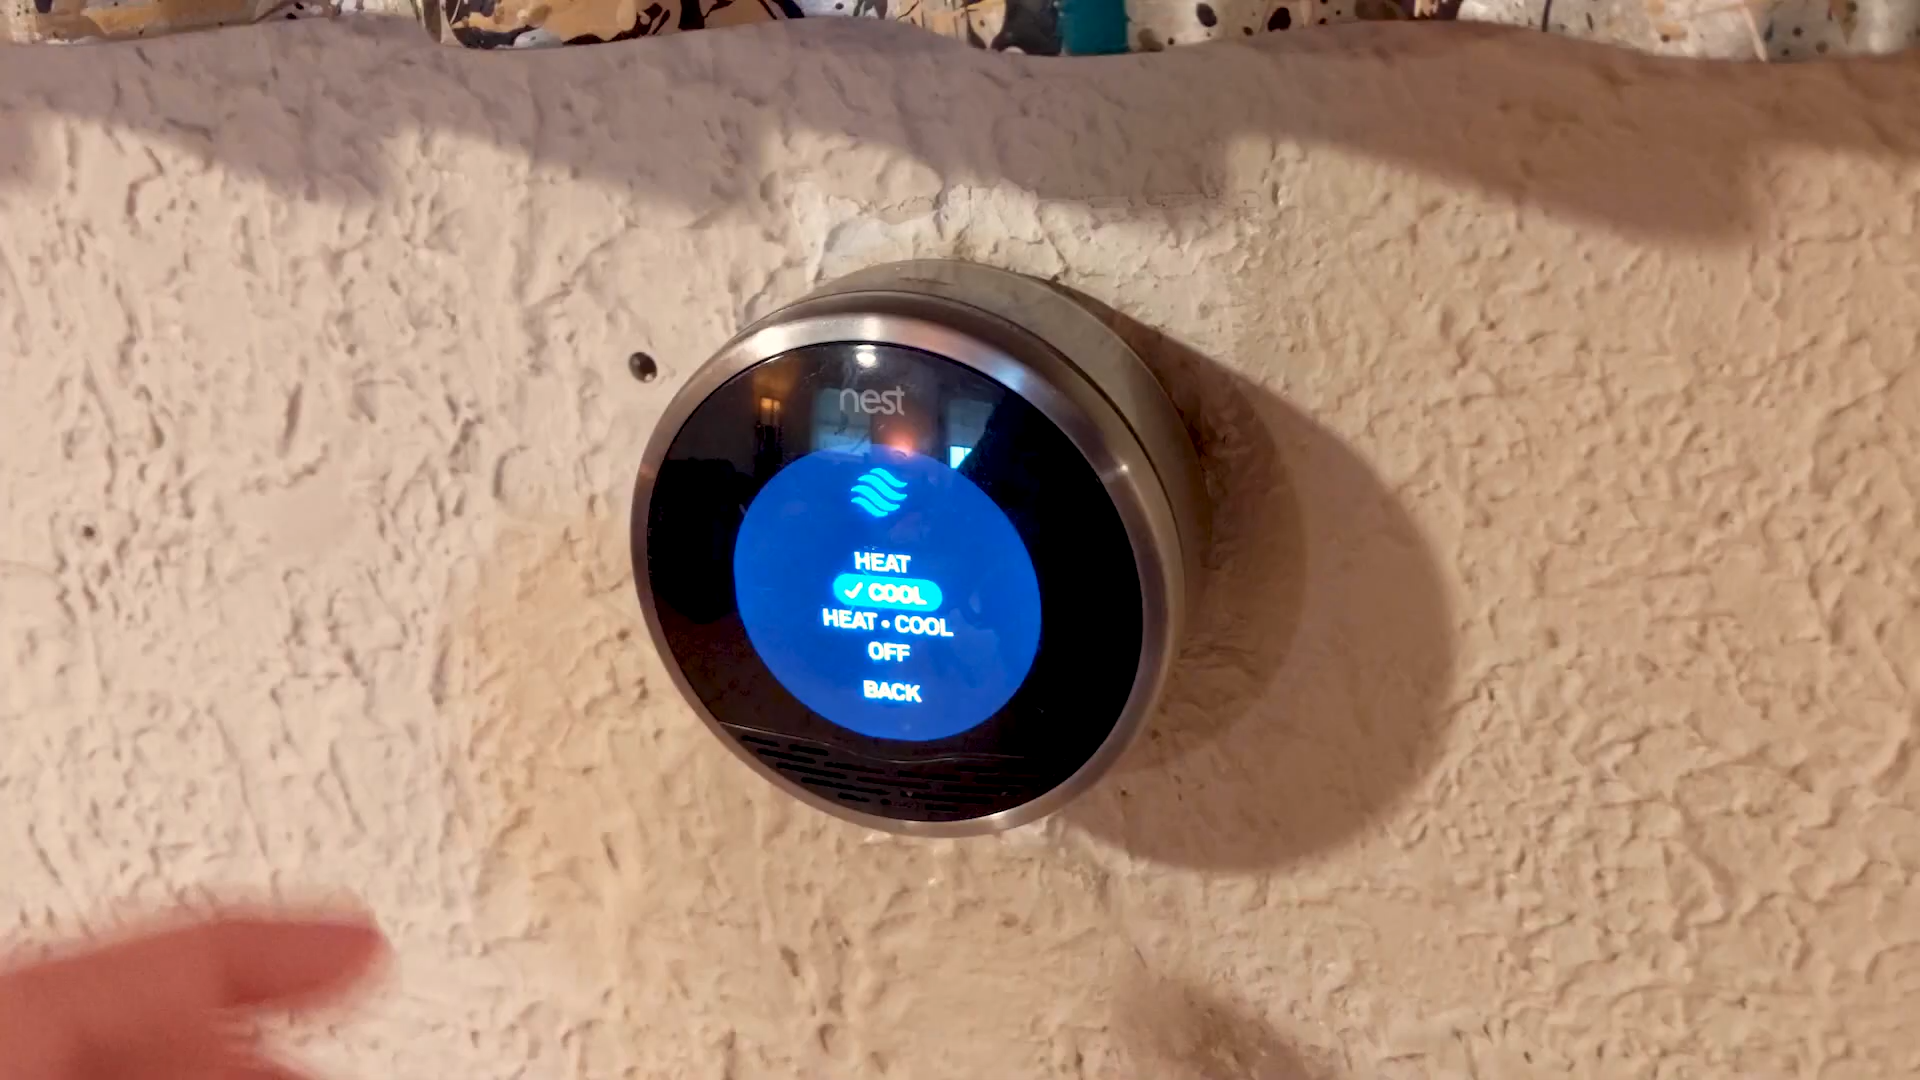 nest
HEAT
✓ COOL
HEAT • COOL
OFF
BACK